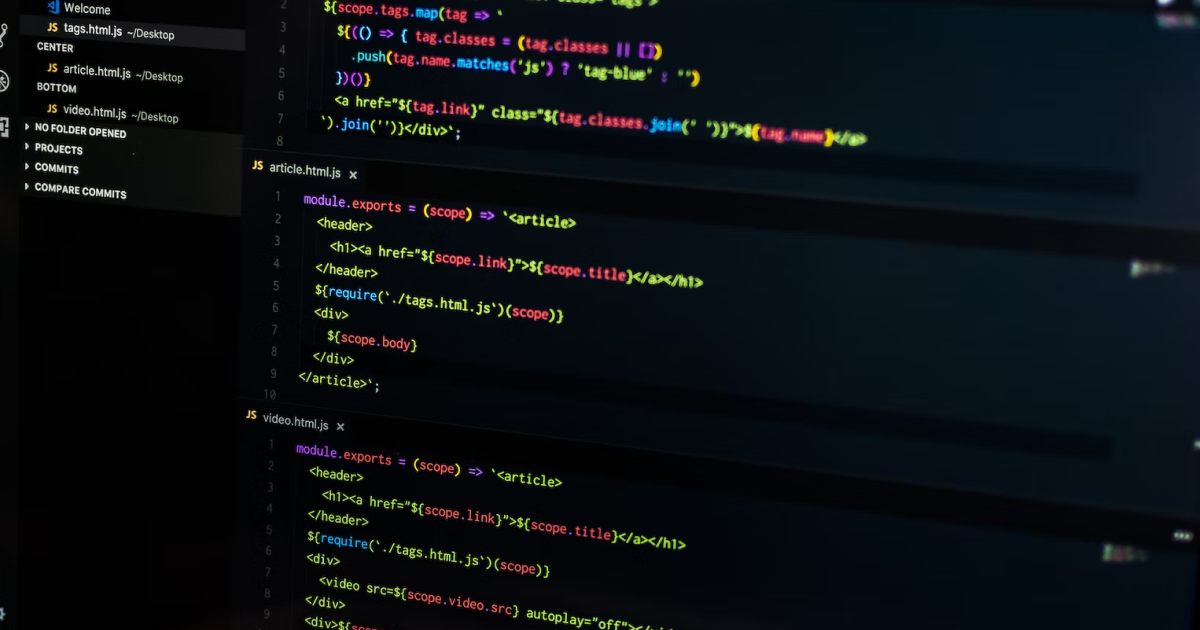 Welcome
JS tags.html.js ~/Desktop
CENTER
JS article.html.js ~/Desktop
BOTTOM
JS video.html.js ~/Desktop
NO FOLDER OPENED
PROJECTS
COMMITS
COMPARE COMMITS
2 ${scope.tags.map(tag => `
3 ${(() => { tag.classes = (tag.classes || [])
4 .push(tag.name.matches('js') ? 'tag-blue' : '')
5 })()}
6 <a href="${tag.link}" class="${tag.classes.join(' ')}">${tag.name}</a>
7 `).join('')}</div>`;
8
JS article.html.js ×
1 module.exports = (scope) => `<article>
2 <header>
3 <h1><a href="${scope.link}">${scope.title}</a></h1>
4 </header>
5 ${require(`./tags.html.js`)(scope)}
6 <div>
7 ${scope.body}
8 </div>
9 </article>`;
10
JS video.html.js ×
1 module.exports = (scope) => `<article>
2 <header>
3 <h1><a href="${scope.link}">${scope.title}</a></h1>
4 </header>
5 ${require(`./tags.html.js`)(scope)}
6 <div>
7 <video src=${scope.video.src} autoplay="off">
8 </div>
9 <div>${